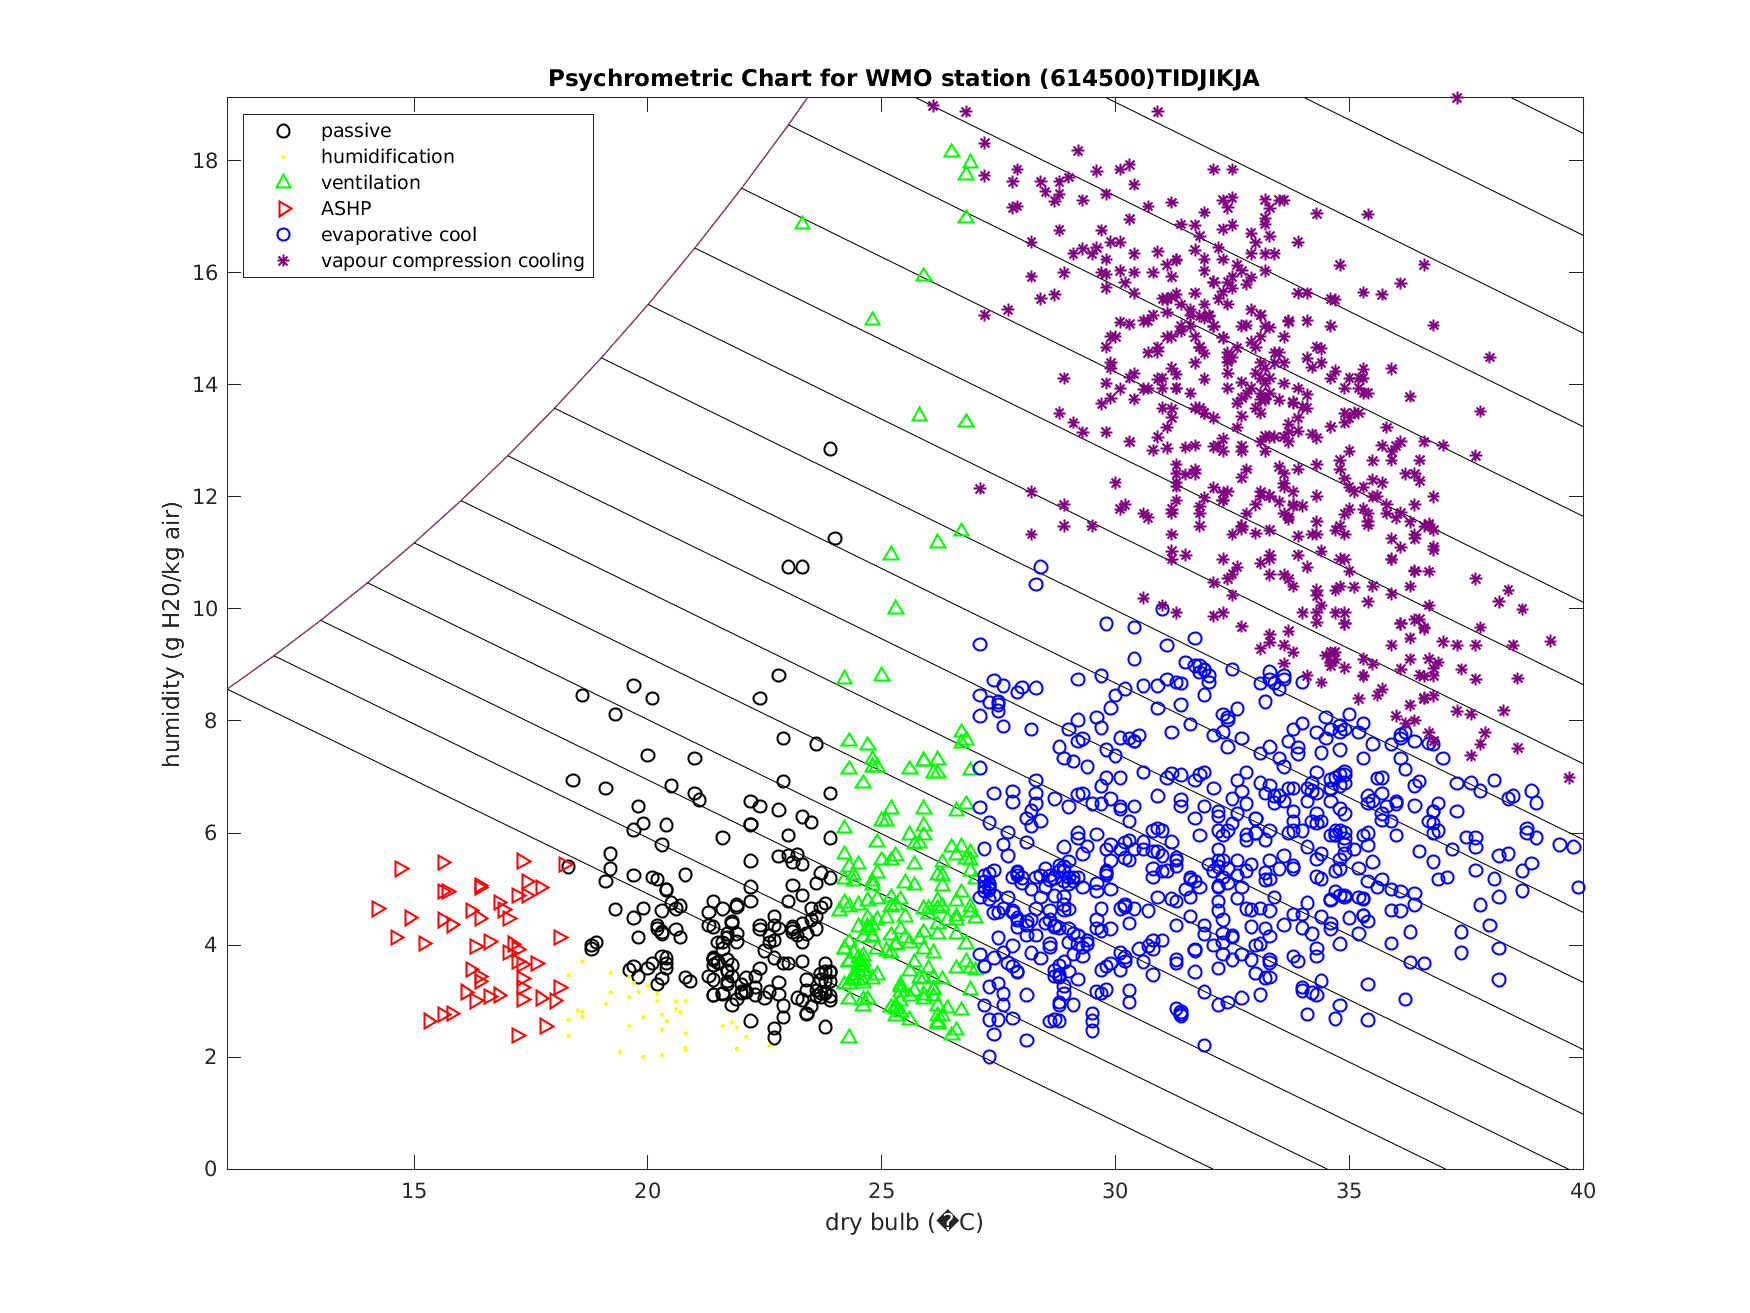 Psychrometric Chart for WMO station (614500)TIDJIKJA
passive
humidification
ventilation
ASHP
evaporative cool
vapour compression cooling
humidity (g H20/kg air)
18
16
14
12
10
8
6
4
2
0
15 20 25 30 35 40
dry bulb (�C)